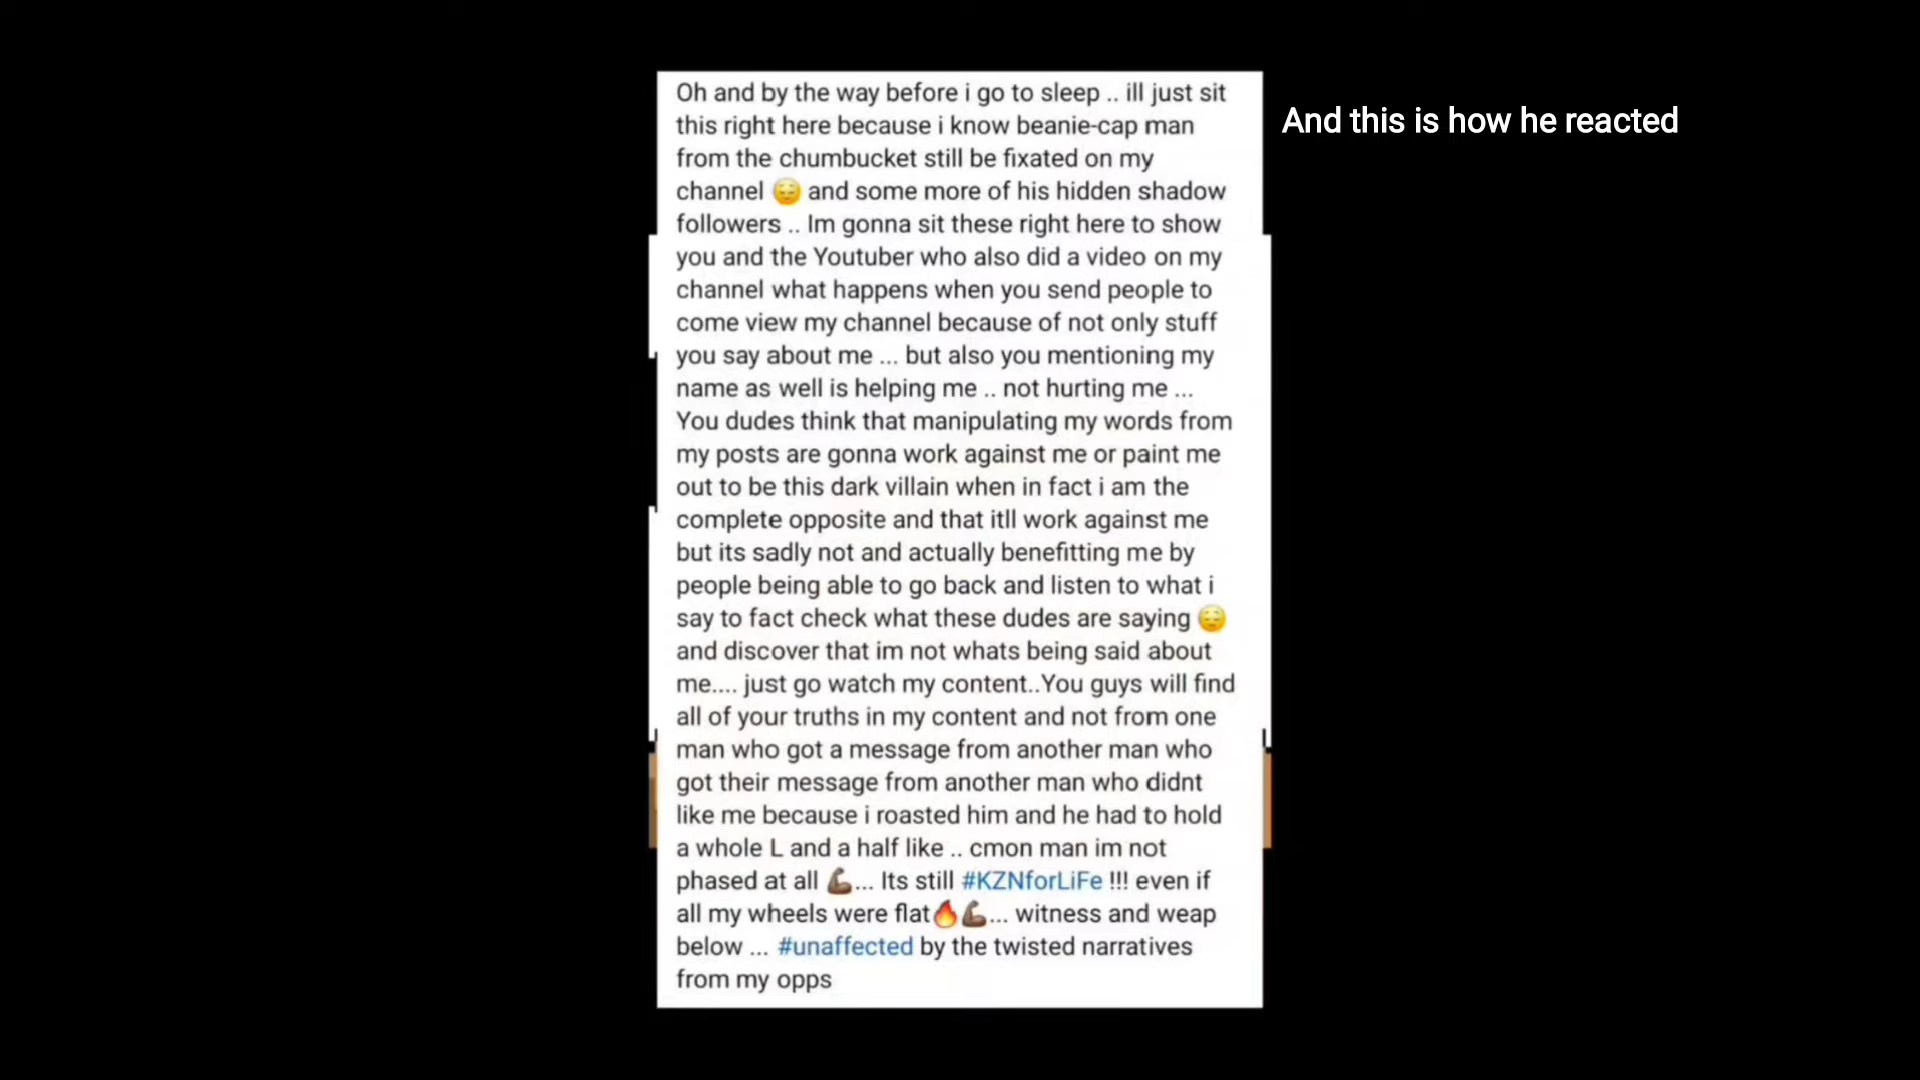 Oh and by the way before i go to sleep .. ill just sit
this right here because i know beanie-cap man
from the chumbucket still be fixated on my
channel 😑 and some more of his hidden shadow
followers .. Im gonna sit these right here to show
you and the Youtuber who also did a video on my
channel what happens when you send people to
come view my channel because of not only stuff
you say about me ... but also you mentioning my
name as well is helping me .. not hurting me ...
You dudes think that manipulating my words from
my posts are gonna work against me or paint me
out to be this dark villain when in fact i am the
complete opposite and that itll work against me
but its sadly not and actually benefitting me by
people being able to go back and listen to what i
say to fact check what these dudes are saying 😑
and discover that im not whats being said about
me.... just go watch my content..You guys will find
all of your truths in my content and not from one
man who got a message from another man who
got their message from another man who didnt
like me because i roasted him and he had to hold
a whole L and a half like .. cmon man im not
phased at all 💪🏾... Its still #KZNforLiFe !!! even if
all my wheels were flat🔥💪🏾... witness and weap
below ... #unaffected by the twisted narratives
from my opps
And this is how he reacted